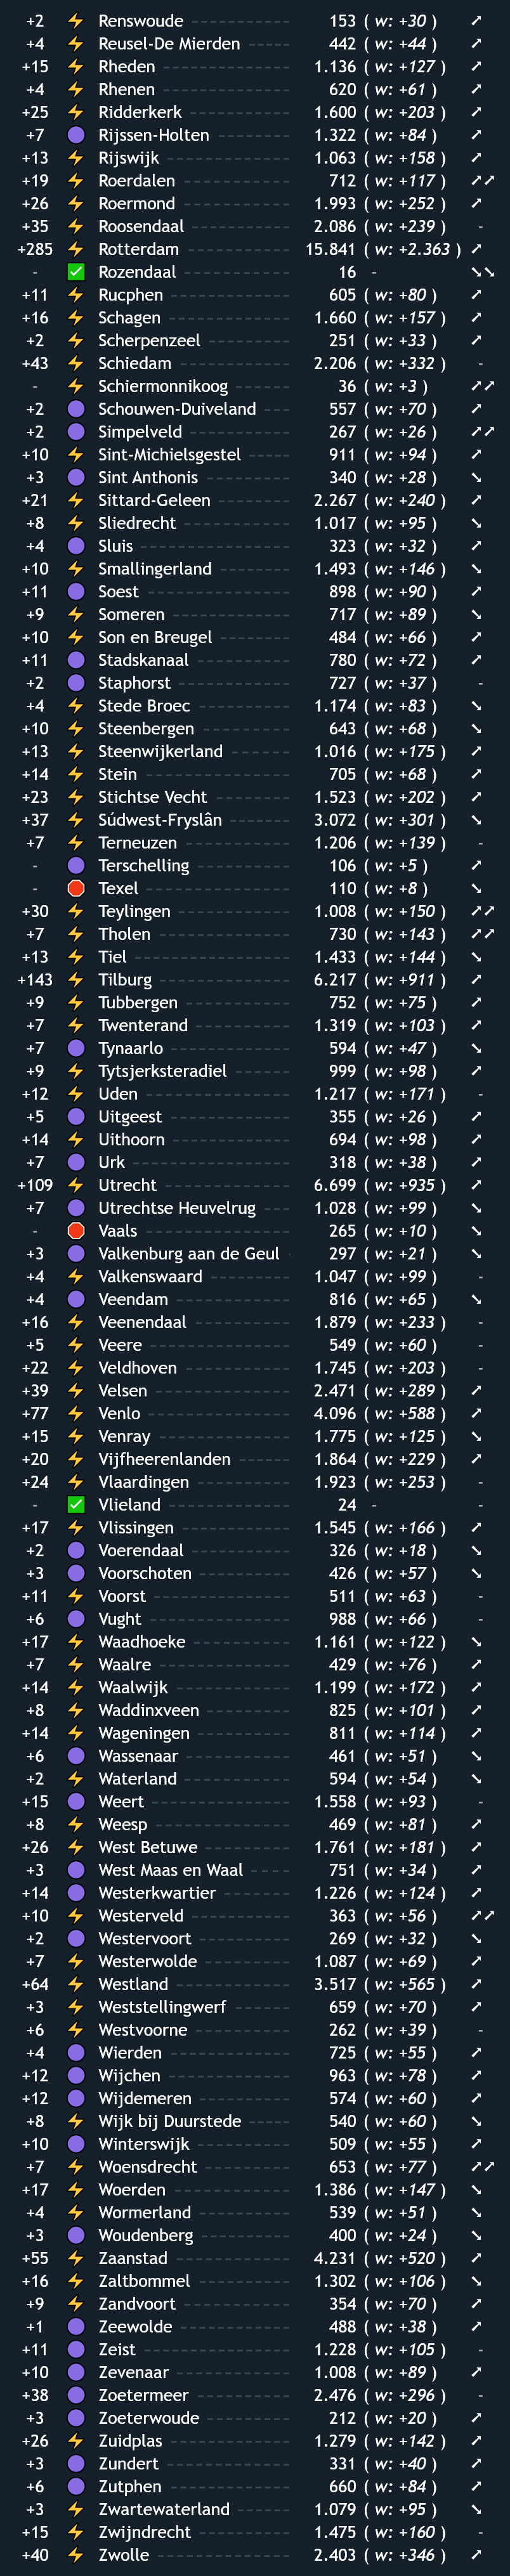 +2 ⚡ Renswoude 153 ( w: +30 ) ↗
+4 ⚡ Reusel-De Mierden 442 ( w: +44 ) ↗
+15 ⚡ Rheden 1.136 ( w: +127 ) ↗
+4 ⚡ Rhenen 620 ( w: +61 ) ↗
+25 ⚡ Ridderkerk 1.600 ( w: +203 ) ↗
+7 Rijssen-Holten 1.322 ( w: +84 ) ↗
+13 ⚡ Rijswijk 1.063 ( w: +158 ) ↗
+19 ⚡ Roerdalen 712 ( w: +117 ) ↗↗
+26 ⚡ Roermond 1.993 ( w: +252 ) ↗
+35 ⚡ Roosendaal 2.086 ( w: +239 ) -
+285 ⚡ Rotterdam 15.841 ( w: +2.363 ) ↗
- ✅ Rozendaal 16 - ↘↘
+11 ⚡ Rucphen 605 ( w: +80 ) ↗
+16 ⚡ Schagen 1.660 ( w: +157 ) ↗
+2 ⚡ Scherpenzeel 251 ( w: +33 ) ↗
+43 ⚡ Schiedam 2.206 ( w: +332 ) -
- ⚡ Schiermonnikoog 36 ( w: +3 ) ↗↗
+2 Schouwen-Duiveland 557 ( w: +70 ) ↗
+2 Simpelveld 267 ( w: +26 ) ↗↗
+10 ⚡ Sint-Michielsgestel 911 ( w: +94 ) ↗
+3 Sint Anthonis 340 ( w: +28 ) ↘
+21 ⚡ Sittard-Geleen 2.267 ( w: +240 ) ↗
+8 ⚡ Sliedrecht 1.017 ( w: +95 ) ↘
+4 Sluis 323 ( w: +32 ) ↗
+10 ⚡ Smallingerland 1.493 ( w: +146 ) ↘
+11 Soest 898 ( w: +90 ) ↗
+9 ⚡ Someren 717 ( w: +89 ) ↘
+10 ⚡ Son en Breugel 484 ( w: +66 ) ↗
+11 Stadskanaal 780 ( w: +72 ) ↗
+2 Staphorst 727 ( w: +37 ) -
+4 ⚡ Stede Broec 1.174 ( w: +83 ) ↘
+10 ⚡ Steenbergen 643 ( w: +68 ) ↘
+13 ⚡ Steenwijkerland 1.016 ( w: +175 ) ↗
+14 ⚡ Stein 705 ( w: +68 ) ↗
+23 ⚡ Stichtse Vecht 1.523 ( w: +202 ) ↗
+37 ⚡ Súdwest-Fryslân 3.072 ( w: +301 ) ↘
+7 ⚡ Terneuzen 1.206 ( w: +139 ) -
- Terschelling 106 ( w: +5 ) ↗
- Texel 110 ( w: +8 ) ↘
+30 ⚡ Teylingen 1.008 ( w: +150 ) ↗↗
+7 ⚡ Tholen 730 ( w: +143 ) ↗↗
+13 ⚡ Tiel 1.433 ( w: +144 ) ↘
+143 ⚡ Tilburg 6.217 ( w: +911 ) ↗
+9 ⚡ Tubbergen 752 ( w: +75 ) ↗
+7 ⚡ Twenterand 1.319 ( w: +103 ) ↗
+7 Tynaarlo 594 ( w: +47 ) ↘
+9 ⚡ Tytsjerksteradiel 999 ( w: +98 ) ↗
+12 ⚡ Uden 1.217 ( w: +171 ) -
+5 Uitgeest 355 ( w: +26 ) ↗
+14 ⚡ Uithoorn 694 ( w: +98 ) ↗
+7 Urk 318 ( w: +38 ) ↗
+109 ⚡ Utrecht 6.699 ( w: +935 ) ↗
+7 Utrechtse Heuvelrug 1.028 ( w: +99 ) ↘
- Vaals 265 ( w: +10 ) ↘
+3 Valkenburg aan de Geul 297 ( w: +21 ) ↘
+4 ⚡ Valkenswaard 1.047 ( w: +99 ) -
+4 Veendam 816 ( w: +65 ) ↘
+16 ⚡ Veenendaal 1.879 ( w: +233 ) -
+5 ⚡ Veere 549 ( w: +60 ) -
+22 ⚡ Veldhoven 1.745 ( w: +203 ) -
+39 ⚡ Velsen 2.471 ( w: +289 ) ↗
+77 ⚡ Venlo 4.096 ( w: +588 ) ↗
+15 ⚡ Venray 1.775 ( w: +125 ) ↘
+20 ⚡ Vijfheerenlanden 1.864 ( w: +229 ) ↗
+24 ⚡ Vlaardingen 1.923 ( w: +253 ) -
- ✅ Vlieland 24 - -
+17 ⚡ Vlissingen 1.545 ( w: +166 ) ↗
+2 Voerendaal 326 ( w: +18 ) ↘
+3 Voorschoten 426 ( w: +57 ) ↘
+11 ⚡ Voorst 511 ( w: +63 ) -
+6 Vught 988 ( w: +66 ) -
+17 ⚡ Waadhoeke 1.161 ( w: +122 ) ↘
+7 ⚡ Waalre 429 ( w: +76 ) ↗
+14 ⚡ Waalwijk 1.199 ( w: +172 ) ↗
+8 ⚡ Waddinxveen 825 ( w: +101 ) ↗
+14 ⚡ Wageningen 811 ( w: +114 ) ↗
+6 Wassenaar 461 ( w: +51 ) ↘
+2 ⚡ Waterland 594 ( w: +54 ) ↘
+15 Weert 1.558 ( w: +93 ) -
+8 ⚡ Weesp 469 ( w: +81 ) ↗
+26 ⚡ West Betuwe 1.761 ( w: +181 ) ↗
+3 West Maas en Waal 751 ( w: +34 ) ↗
+14 Westerkwartier 1.226 ( w: +124 ) ↗
+10 ⚡ Westerveld 363 ( w: +56 ) ↗↗
+2 Westervoort 269 ( w: +32 ) ↘
+7 ⚡ Westerwolde 1.087 ( w: +69 ) ↗
+64 ⚡ Westland 3.517 ( w: +565 ) ↗
+3 ⚡ Weststellingwerf 659 ( w: +70 ) ↗
+6 ⚡ Westvoorne 262 ( w: +39 ) -
+4 Wierden 725 ( w: +55 ) ↗
+12 Wijchen 963 ( w: +78 ) ↗
+12 Wijdemeren 574 ( w: +60 ) ↗
+8 ⚡ Wijk bij Duurstede 540 ( w: +60 ) ↘
+10 Winterswijk 509 ( w: +55 ) ↗
+7 ⚡ Woensdrecht 653 ( w: +77 ) ↗↗
+17 ⚡ Woerden 1.386 ( w: +147 ) ↘
+4 ⚡ Wormerland 539 ( w: +51 ) ↘
+3 Woudenberg 400 ( w: +24 ) ↘
+55 ⚡ Zaanstad 4.231 ( w: +520 ) ↗
+16 ⚡ Zaltbommel 1.302 ( w: +106 ) ↘
+9 ⚡ Zandvoort 354 ( w: +70 ) ↗
+1 Zeewolde 488 ( w: +38 ) ↗
+11 Zeist 1.228 ( w: +105 ) -
+10 Zevenaar 1.008 ( w: +89 ) ↗
+38 Zoetermeer 2.476 ( w: +296 ) -
+3 Zoeterwoude 212 ( w: +20 ) ↗
+26 ⚡ Zuidplas 1.279 ( w: +142 ) ↗
+3 Zundert 331 ( w: +40 ) ↗
+6 Zutphen 660 ( w: +84 ) ↗
+3 ⚡ Zwartewaterland 1.079 ( w: +95 ) ↘
+15 ⚡ Zwijndrecht 1.475 ( w: +160 ) -
+40 ⚡ Zwolle 2.403 ( w: +346 ) ↗